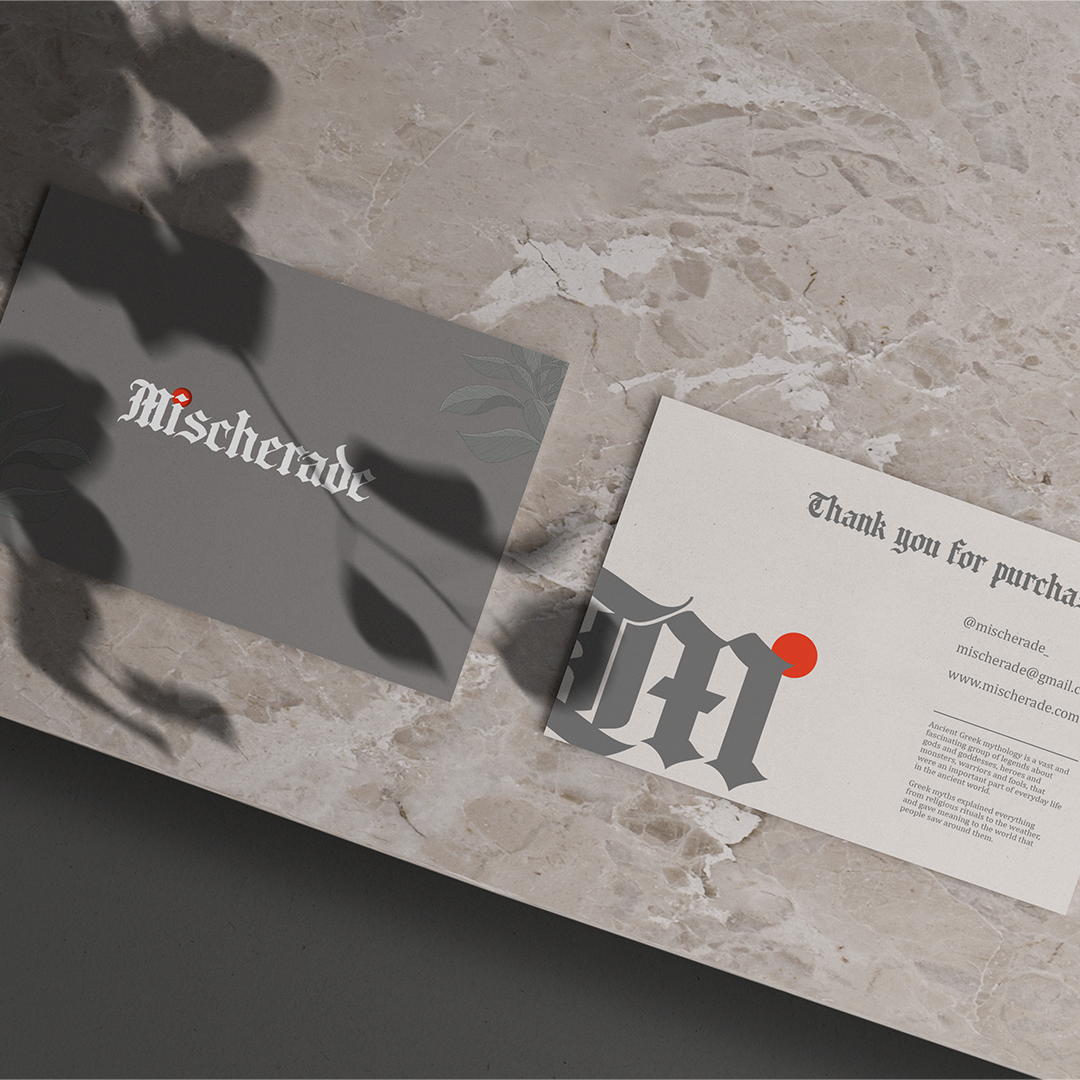 Mischerade
Thank you for purcha
M
@mischerade_
mischerade@gmail.c
www.mischerade.com
Ancient Greek mythology is a vast and
fascinating group of legends about
gods and goddesses, heroes and
monsters, warriors and fools, that
were an important part of everyday life
in the ancient world.
Greek myths explained everything
from religious rituals to the weather,
and gave meaning to the world that
people saw around them.